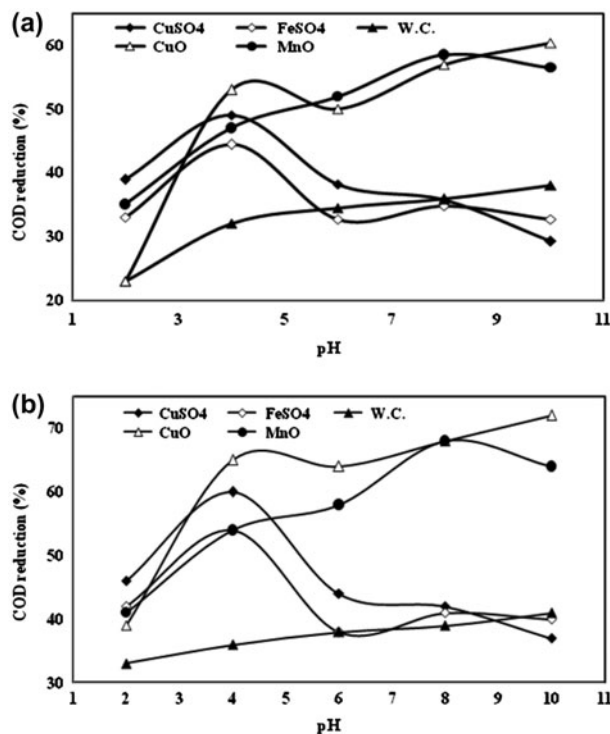 (a)
CuSO4 FeSO4 W.C.
CuO MnO
COD reduction (%)
60
50
40
30
20
1 3 5 7 9 11
pH
(b)
CuSO4 FeSO4 W.C.
CuO MnO
COD reduction (%)
70
60
50
40
30
1 2 3 4 5 6 7 8 9 10 11
pH